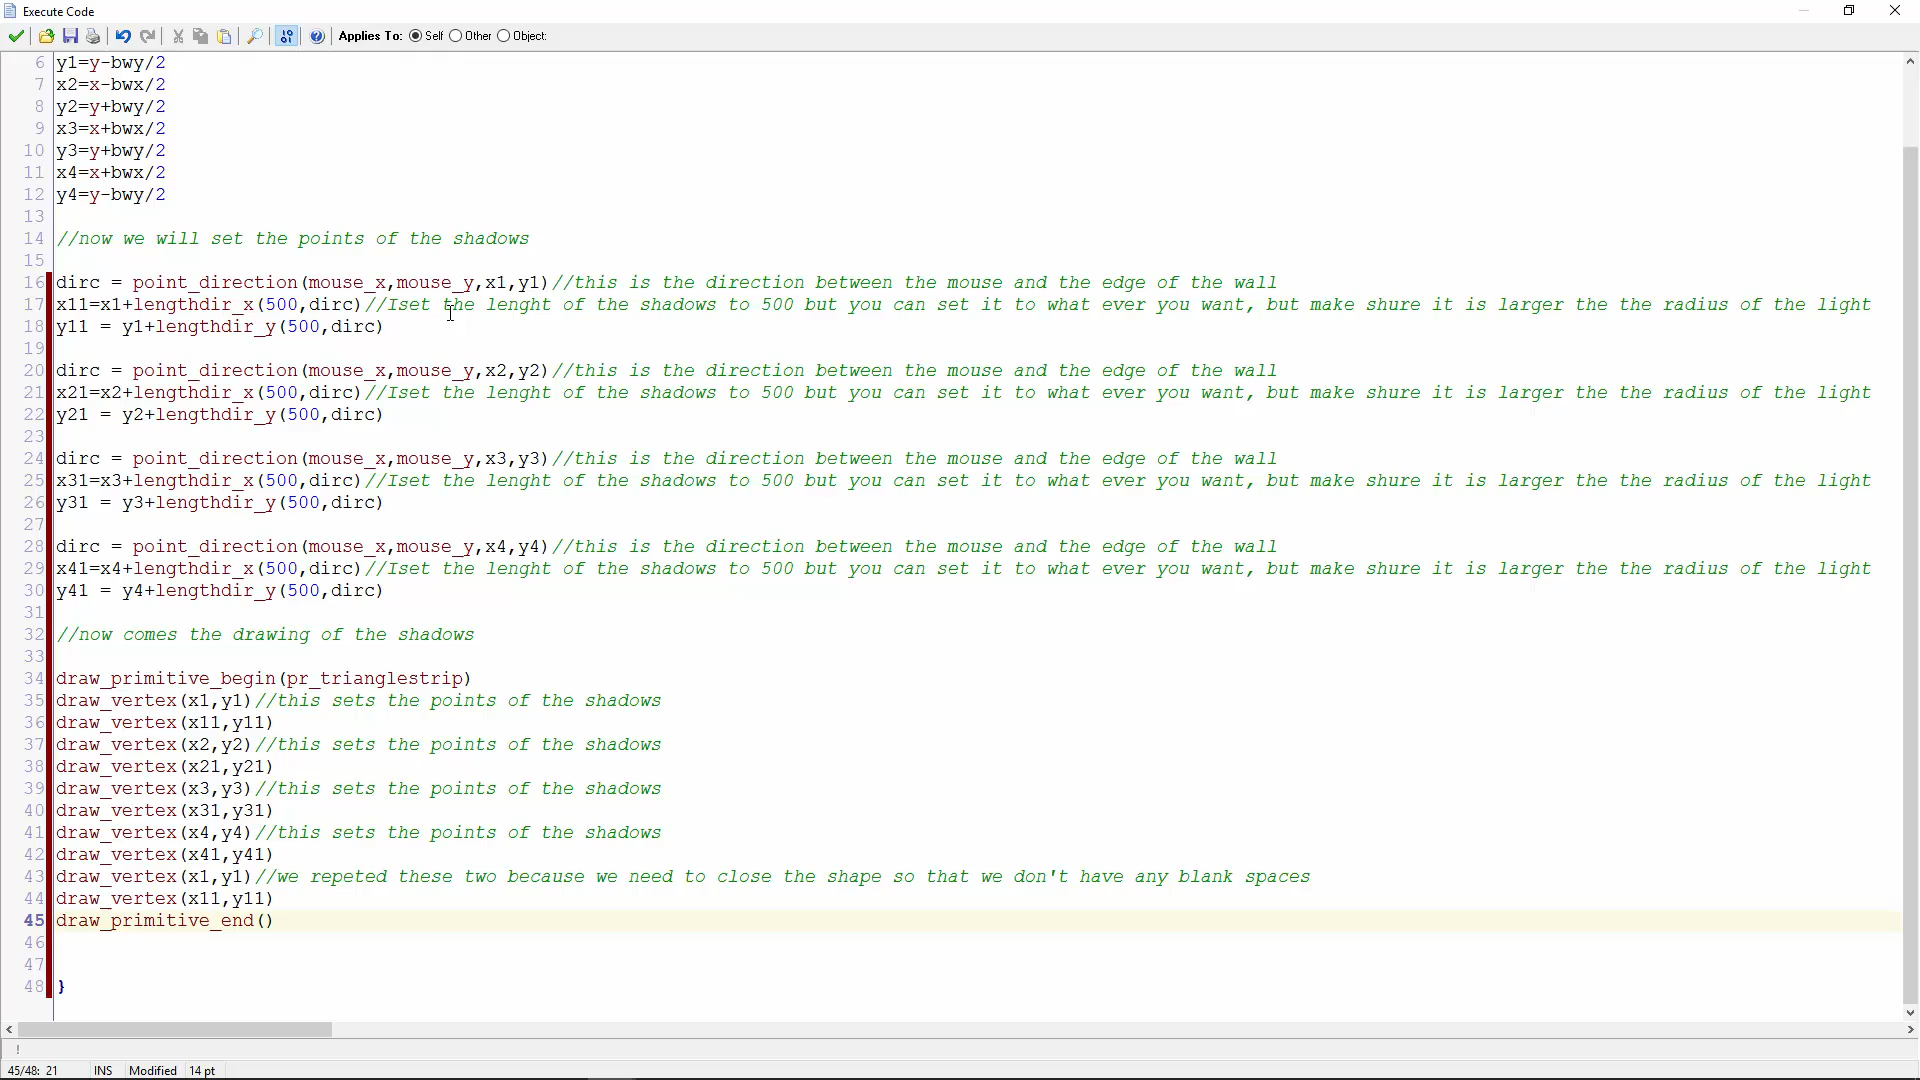 Execute Code
Applies To: Self Other Object:
6 y1=y-bwy/2
7 x2=x-bwx/2
8 y2=y+bwy/2
9 x3=x+bwx/2
10 y3=y+bwy/2
11 x4=x+bwx/2
12 y4=y-bwy/2
13
14 //now we will set the points of the shadows
15
16 dirc = point_direction(mouse_x,mouse_y,x1,y1)//this is the direction between the mouse and the edge of the wall
17 x11=x1+lengthdir_x(500,dirc)//Iset the lenght of the shadows to 500 but you can set it to what ever you want, but make shure it is larger the the radius of the light
18 y11 = y1+lengthdir_y(500,dirc)
19
20 dirc = point_direction(mouse_x,mouse_y,x2,y2)//this is the direction between the mouse and the edge of the wall
21 x21=x2+lengthdir_x(500,dirc)//Iset the lenght of the shadows to 500 but you can set it to what ever you want, but make shure it is larger the the radius of the light
22 y21 = y2+lengthdir_y(500,dirc)
23
24 dirc = point_direction(mouse_x,mouse_y,x3,y3)//this is the direction between the mouse and the edge of the wall
25 x31=x3+lengthdir_x(500,dirc)//Iset the lenght of the shadows to 500 but you can set it to what ever you want, but make shure it is larger the the radius of the light
26 y31 = y3+lengthdir_y(500,dirc)
27
28 dirc = point_direction(mouse_x,mouse_y,x4,y4)//this is the direction between the mouse and the edge of the wall
29 x41=x4+lengthdir_x(500,dirc)//Iset the lenght of the shadows to 500 but you can set it to what ever you want, but make shure it is larger the the radius of the light
30 y41 = y4+lengthdir_y(500,dirc)
31
32 //now comes the drawing of the shadows
33
34 draw_primitive_begin(pr_trianglestrip)
35 draw_vertex(x1,y1)//this sets the points of the shadows
36 draw_vertex(x11,y11)
37 draw_vertex(x2,y2)//this sets the points of the shadows
38 draw_vertex(x21,y21)
39 draw_vertex(x3,y3)//this sets the points of the shadows
40 draw_vertex(x31,y31)
41 draw_vertex(x4,y4)//this sets the points of the shadows
42 draw_vertex(x41,y41)
43 draw_vertex(x1,y1)//we repeted these two because we need to close the shape so that we don't have any blank spaces
44 draw_vertex(x11,y11)
45 draw_primitive_end()
46
47
48 }
!
45/48: 21 INS Modified 14 pt